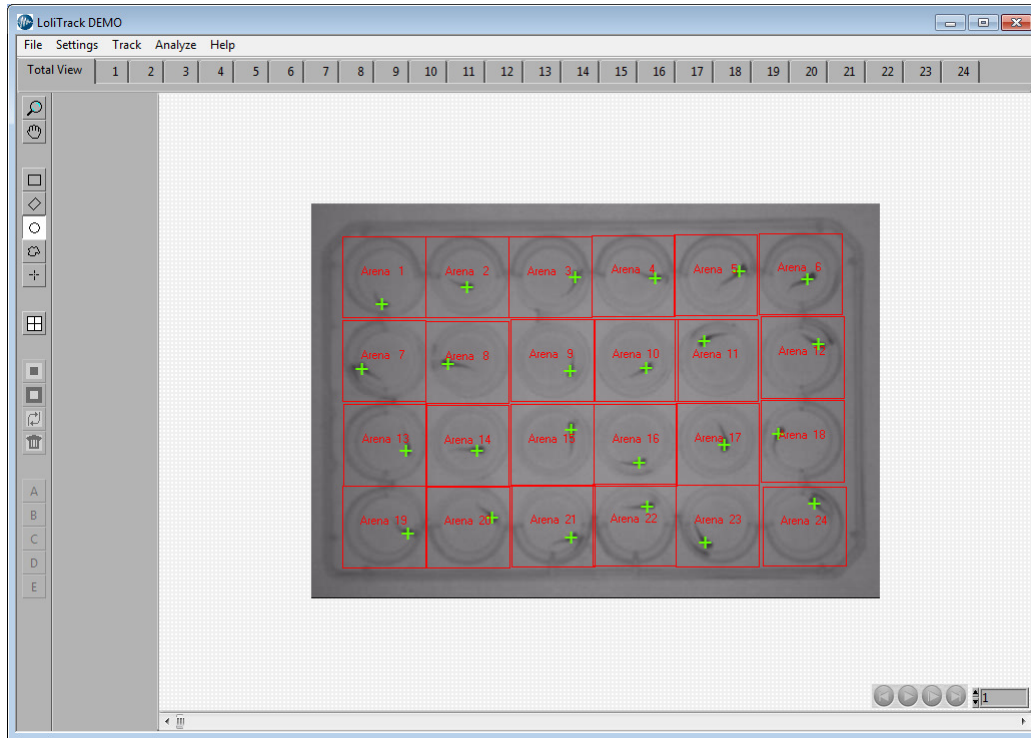 LoliTrack DEMO
File Settings Track Analyze Help
Total View 1 2 3 4 5 6 7 8 9 10 11 12 13 14 15 16 17 18 19 20 21 22 23 24
Arena 1 Arena 2 Arena 3 Arena 4 Arena 5 Arena 6
Arena 7 Arena 8 Arena 9 Arena 10 Arena 11 Arena 12
Arena 13 Arena 14 Arena 15 Arena 16 Arena 17 Arena 18
Arena 19 Arena 20 Arena 21 Arena 22 Arena 23 Arena 24
A
B
C
D
E
1